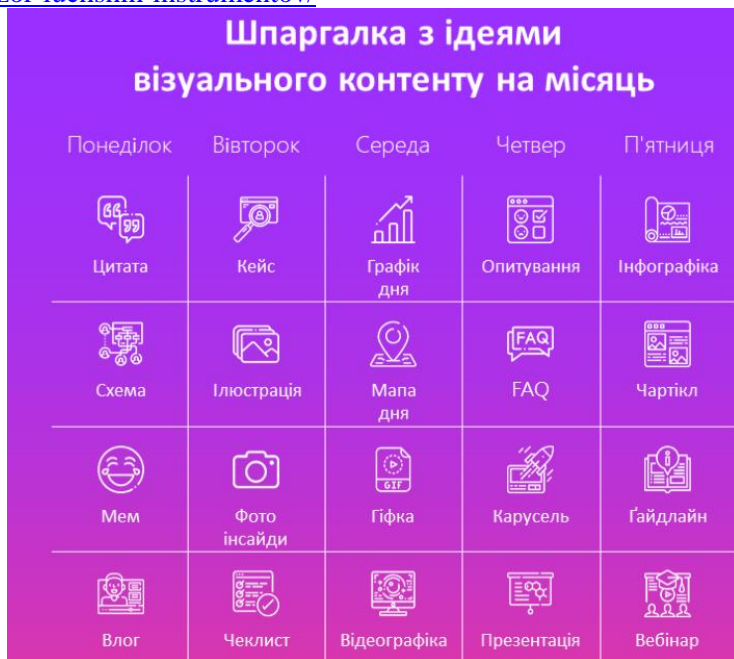 Шпаргалка з ідеями
візуального контенту на місяць
Понеділок Вівторок Середа Четвер П'ятниця
Цитата Кейс Графік дня Опитування Інфографіка
Схема Ілюстрація Мапа дня FAQ FAQ Чартікл
Мем Фото інсайди GIF Гіфка Карусель Ґайдлайн
Влог Чеклист Відеографіка Презентація Вебінар